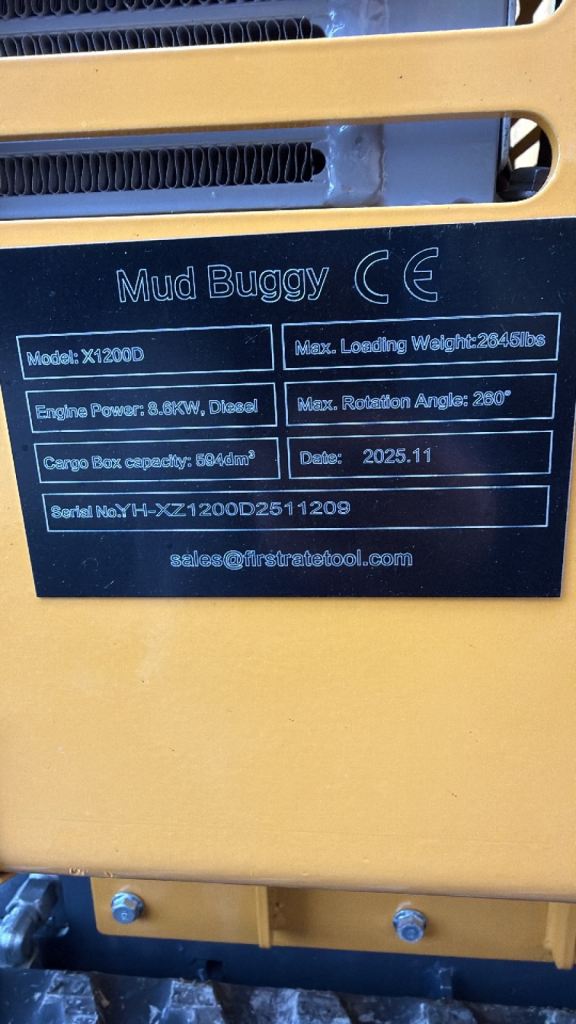 Mud Buggy CE
Model: X1200D
Max. Loading Weight:2645lbs
Engine Power: 8.6KW, Diesel
Max. Rotation Angle: 260°
Cargo Box capacity: 594dm³
Date: 2025.11
Serial No.YH-XZ1200D2511209
sales@firstratetool.com